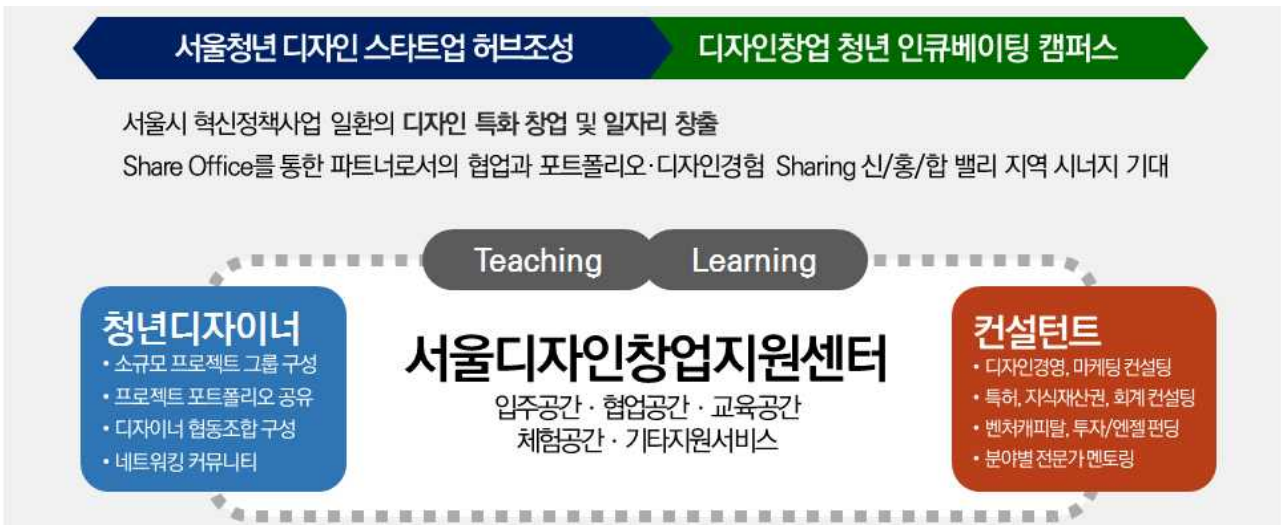 서울청년 디자인 스타트업 허브조성
디자인창업 청년 인큐베이팅 캠퍼스
서울시 혁신정책사업 일환의 디자인 특화 창업 및 일자리 창출
Share Office를 통한 파트너로서의 협업과 포트폴리오·디자인경험 Sharing 신/홍/합 밸리 지역 시너지 기대
Teaching
Learning
청년디자이너
• 소규모 프로젝트 그룹 구성
• 프로젝트 포트폴리오 공유
• 디자이너 협동조합 구성
• 네트워킹 커뮤니티
서울디자인창업지원센터
입주공간 · 협업공간 · 교육공간
체험공간 · 기타지원서비스
컨설턴트
• 디자인경영, 마케팅 컨설팅
• 특허, 지식재산권, 회계 컨설팅
• 벤처캐피탈, 투자/엔젤 펀딩
• 분야별 전문가 멘토링